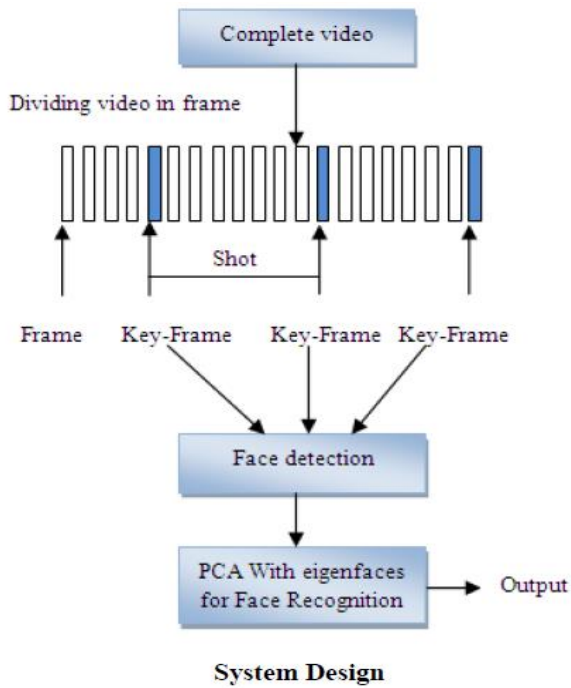 Complete video
Dividing video in frame
Shot
Frame
Key-Frame
Key-Frame
Key-Frame
Face detection
PCA With eigenfaces
for Face Recognition
Output
System Design